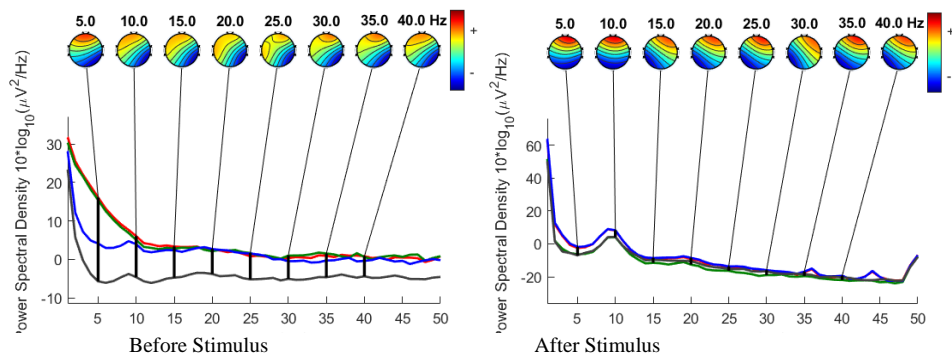 5.0 10.0 15.0 20.0 25.0 30.0 35.0 40.0 Hz
+
-
Power Spectral Density 10*log10(μV2/Hz)
30
20
10
0
-10
5 10 15 20 25 30 35 40 45 50
Before Stimulus
5.0 10.0 15.0 20.0 25.0 30.0 35.0 40.0 Hz
+
-
Power Spectral Density 10*log10(μV2/Hz)
60
40
20
0
-20
5 10 15 20 25 30 35 40 45 50
After Stimulus